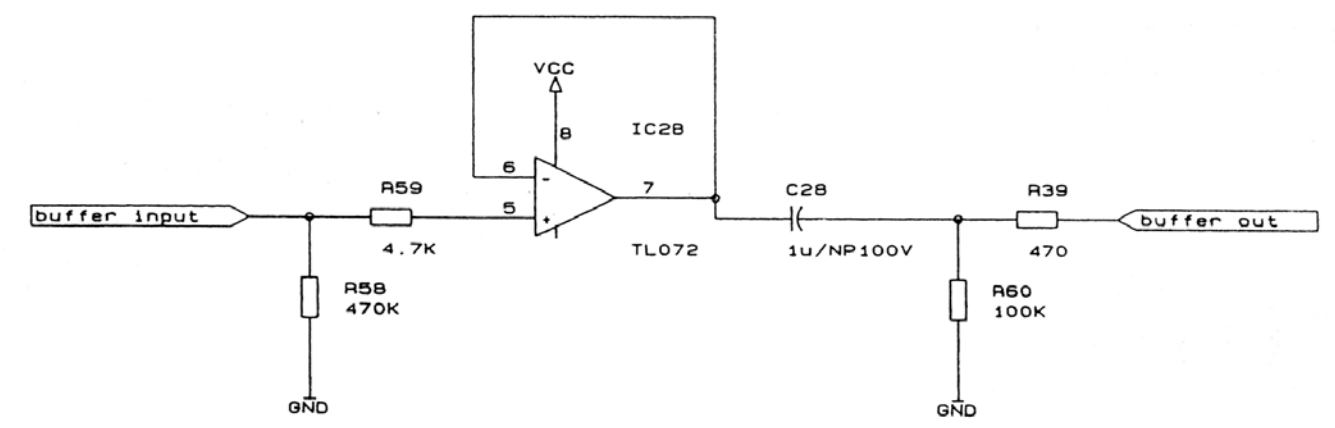 VCC
8
IC2B
6
-
7
R59
5
+
C28
R39
buffer input
buffer out
4.7K
TL072
1u/NP100V
470
R58
470K
R60
100K
GND
GND